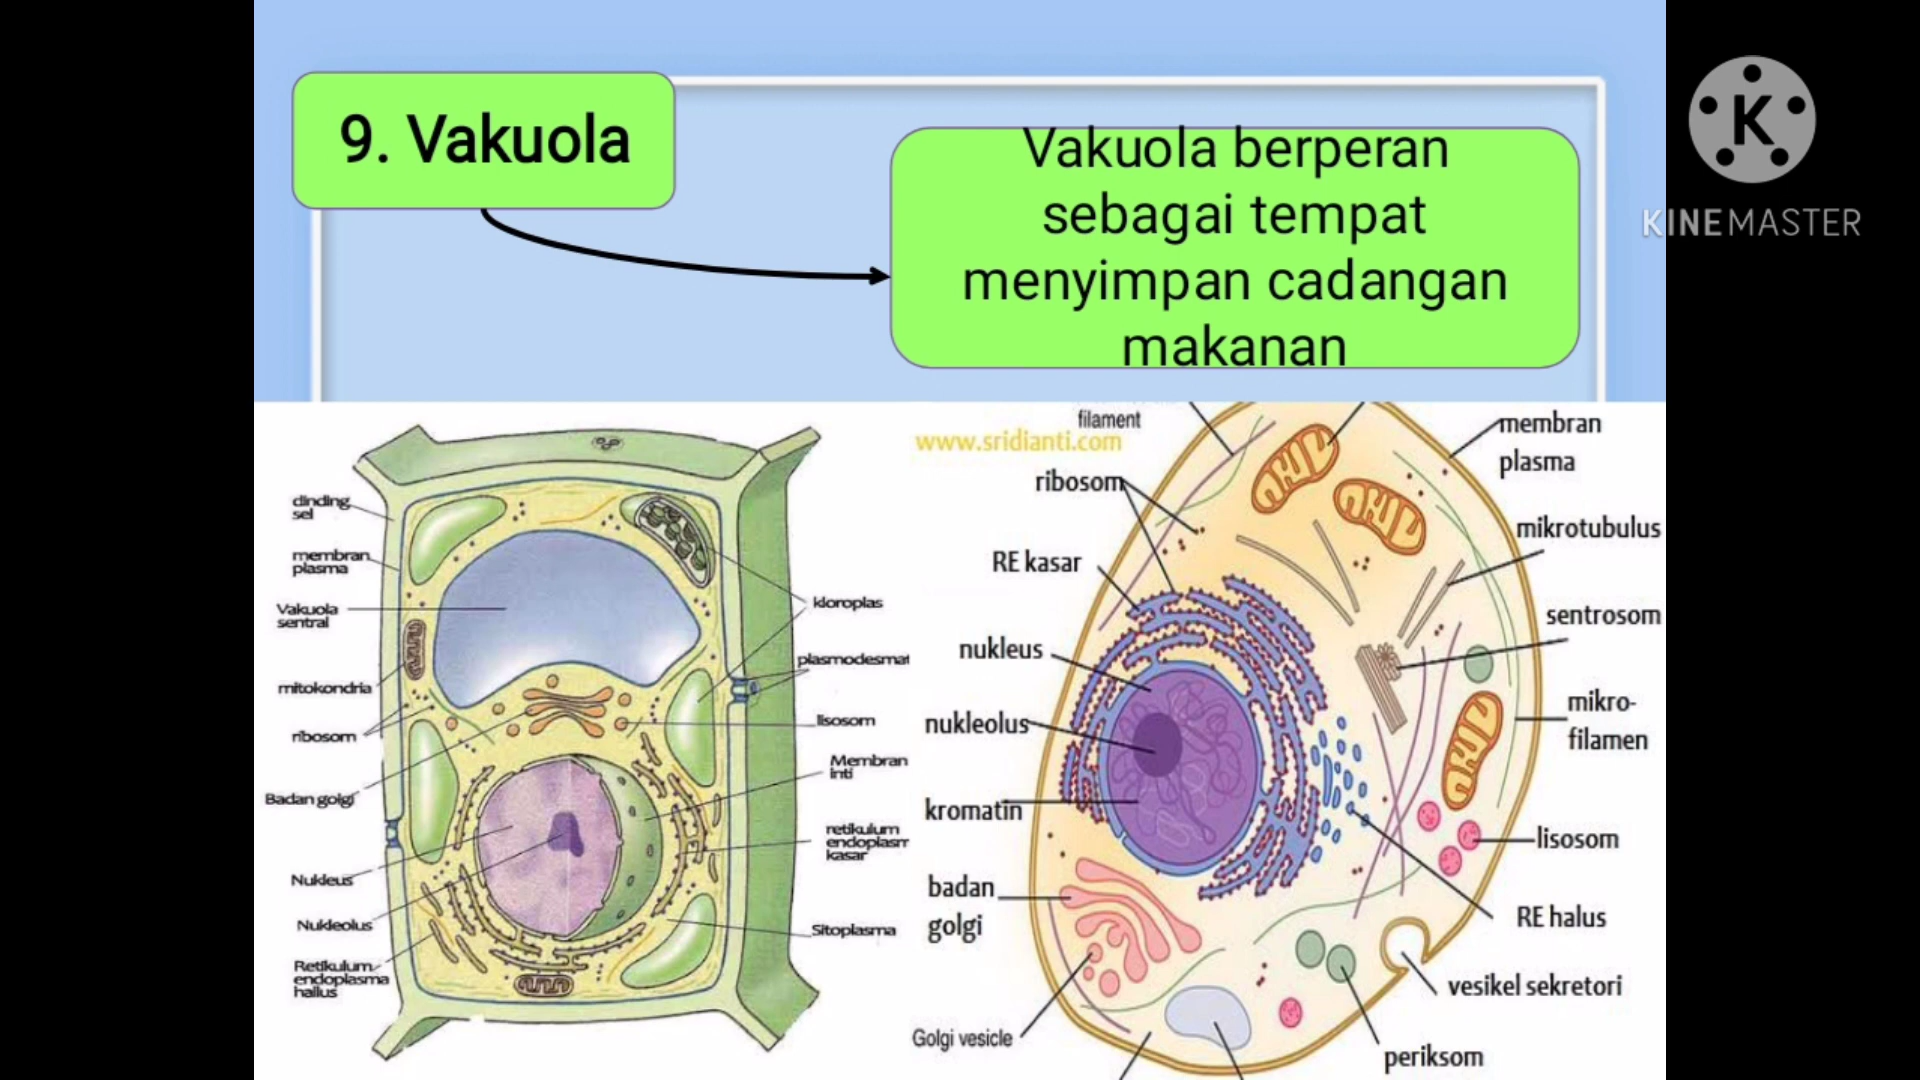 9. Vakuola
Vakuola berperan
sebagai tempat
menyimpan cadangan
makanan
KINEMASTER
dinding
sel
membran
plasma
Vakuola
sentral
mitokondria
ribosom
Badan golgi
Nukleus
Nukleolus
Retikulum
endoplasma
hallus
kloroplas
plasmodesmat
lisosom
Membran
inti
retikulum
endoplasm
kasar
Sitoplasma
filament
www.sridianti.com
ribosom
RE kasar
nukleus
nukleolus
kromatin
badan
golgi
Golgi vesicle
membran
plasma
mikrotubulus
sentrosom
mikro-
filamen
lisosom
RE halus
vesikel sekretori
periksom